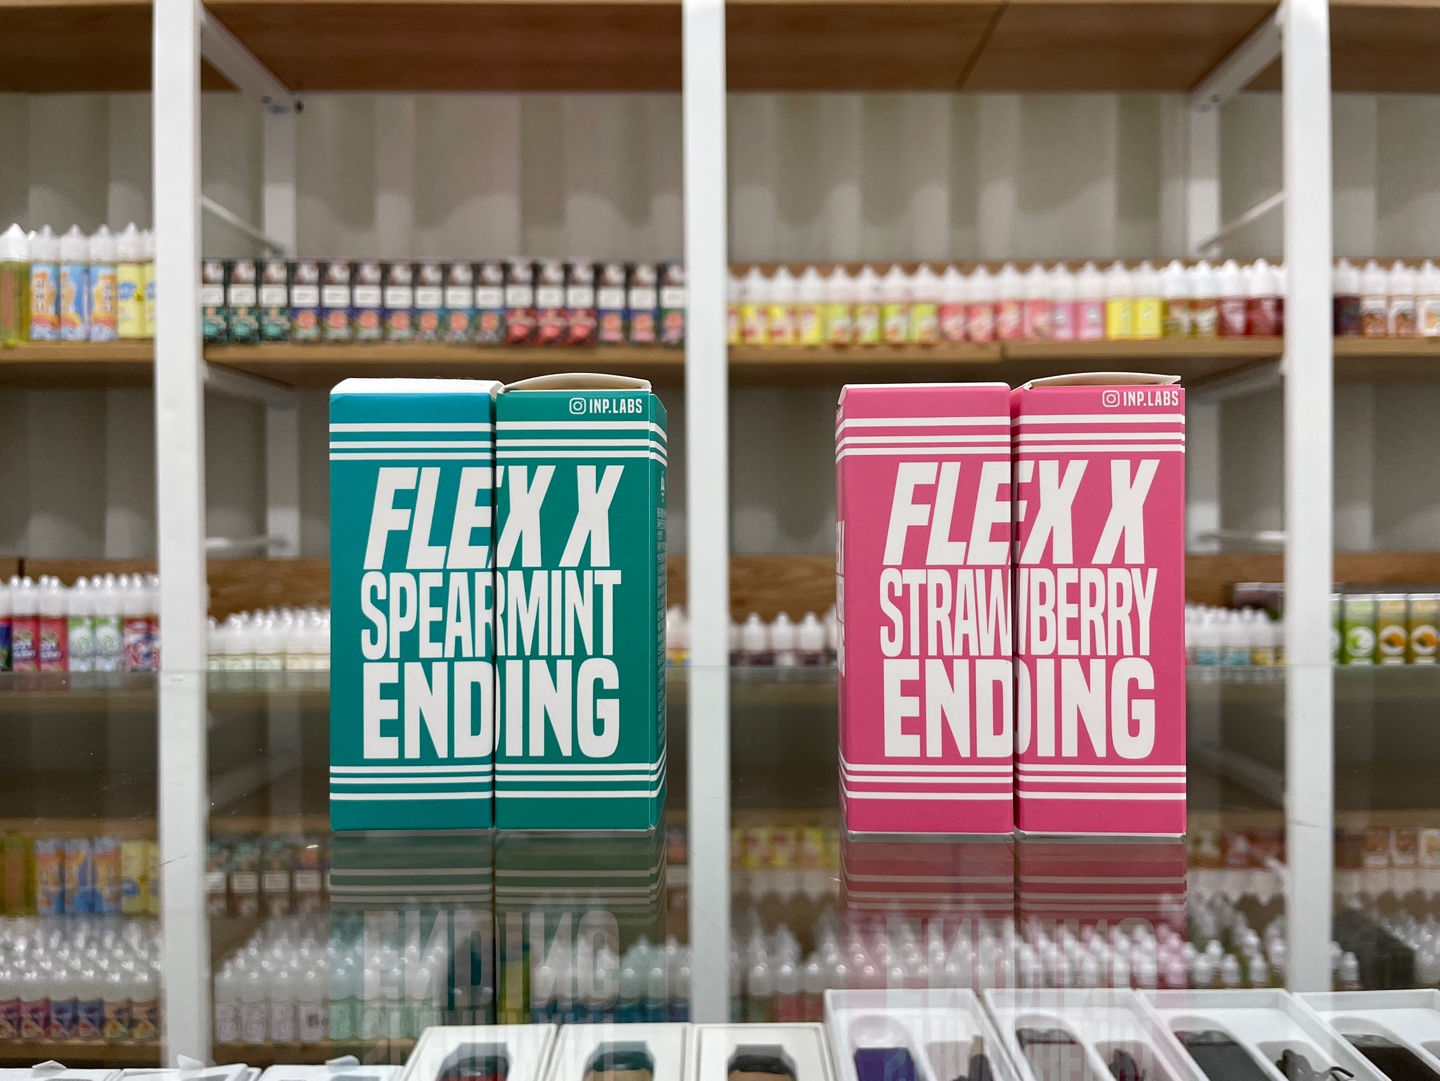 INP.LABS
FLEX X
SPEARMINT
ENDING
INP.LABS
FLEX X
STRAWBERRY
ENDING